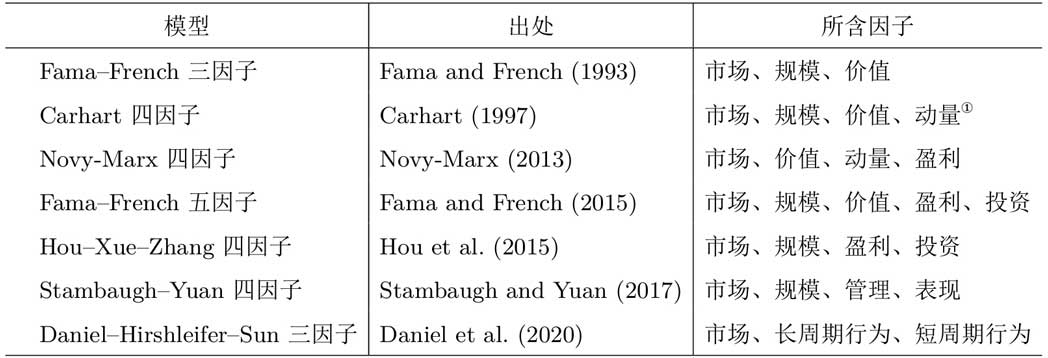 模型 出处 所含因子
Fama–French 三因子 Fama and French (1993) 市场、规模、价值
Carhart 四因子 Carhart (1997) 市场、规模、价值、动量①
Novy-Marx 四因子 Novy-Marx (2013) 市场、价值、动量、盈利
Fama–French 五因子 Fama and French (2015) 市场、规模、价值、盈利、投资
Hou–Xue–Zhang 四因子 Hou et al. (2015) 市场、规模、盈利、投资
Stambaugh–Yuan 四因子 Stambaugh and Yuan (2017) 市场、规模、管理、表现
Daniel–Hirshleifer–Sun 三因子 Daniel et al. (2020) 市场、长周期行为、短周期行为